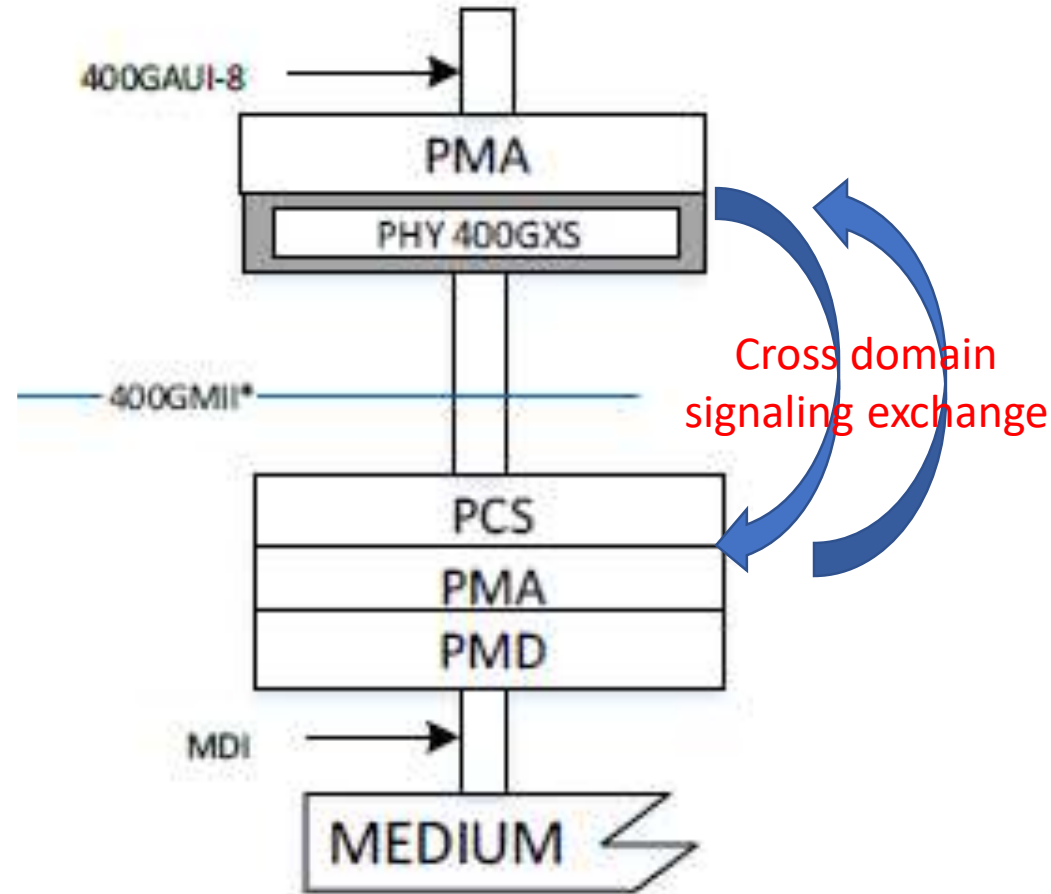 400GAUI-8
PMA
PHY 400GXS
Cross domain
signaling exchange
400GMII*
PCS
PMA
PMD
MDI
MEDIUM